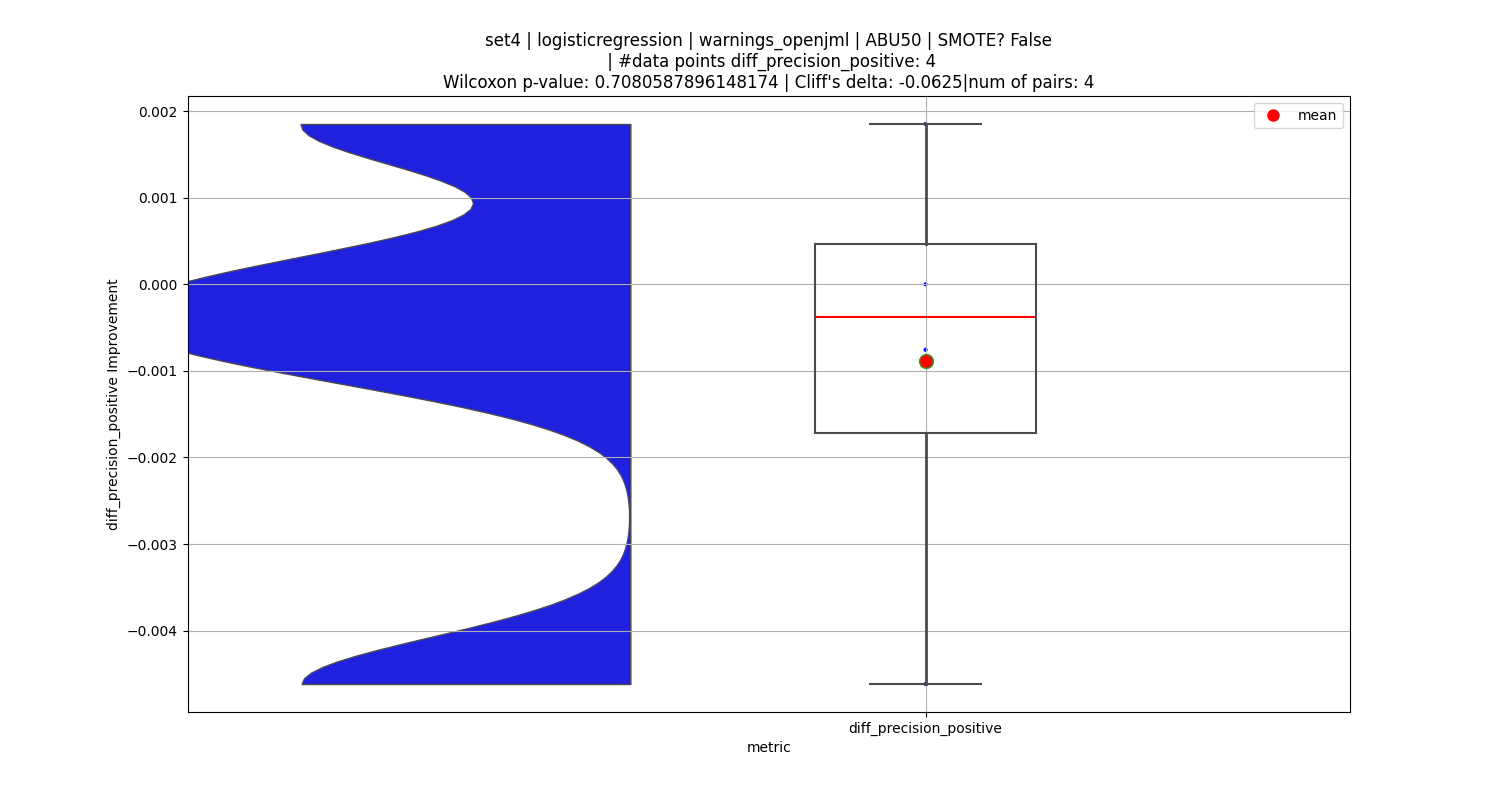 set4 | logisticregression | warnings_openjml | ABU50 | SMOTE? False
| #data points diff_precision_positive: 4
Wilcoxon p-value: 0.7080587896148174 | Cliff's delta: -0.0625|num of pairs: 4
mean
0.002
0.001
0.000
−0.001
−0.002
−0.003
−0.004
diff_precision_positive Improvement
diff_precision_positive
metric